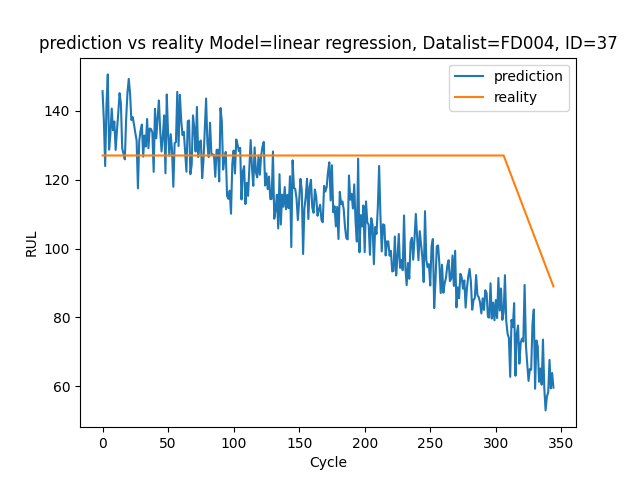 prediction vs reality Model=linear regression, Datalist=FD004, ID=37
prediction
reality
RUL
140
120
100
80
60
0
50
100
150
200
250
300
350
Cycle